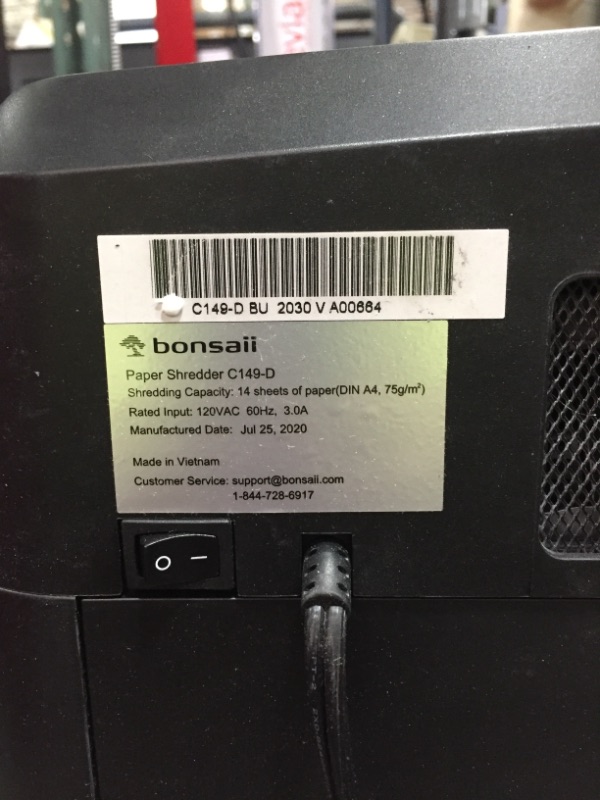 C149-D BU 2030 V A00664
bonsaii
Paper Shredder C149-D
Shredding Capacity: 14 sheets of paper(DIN A4, 75g/m²)
Rated Input: 120VAC 60Hz, 3.0A
Manufactured Date: Jul 25, 2020
Made in Vietnam
Customer Service: support@bonsaii.com
1-844-728-6917
O —